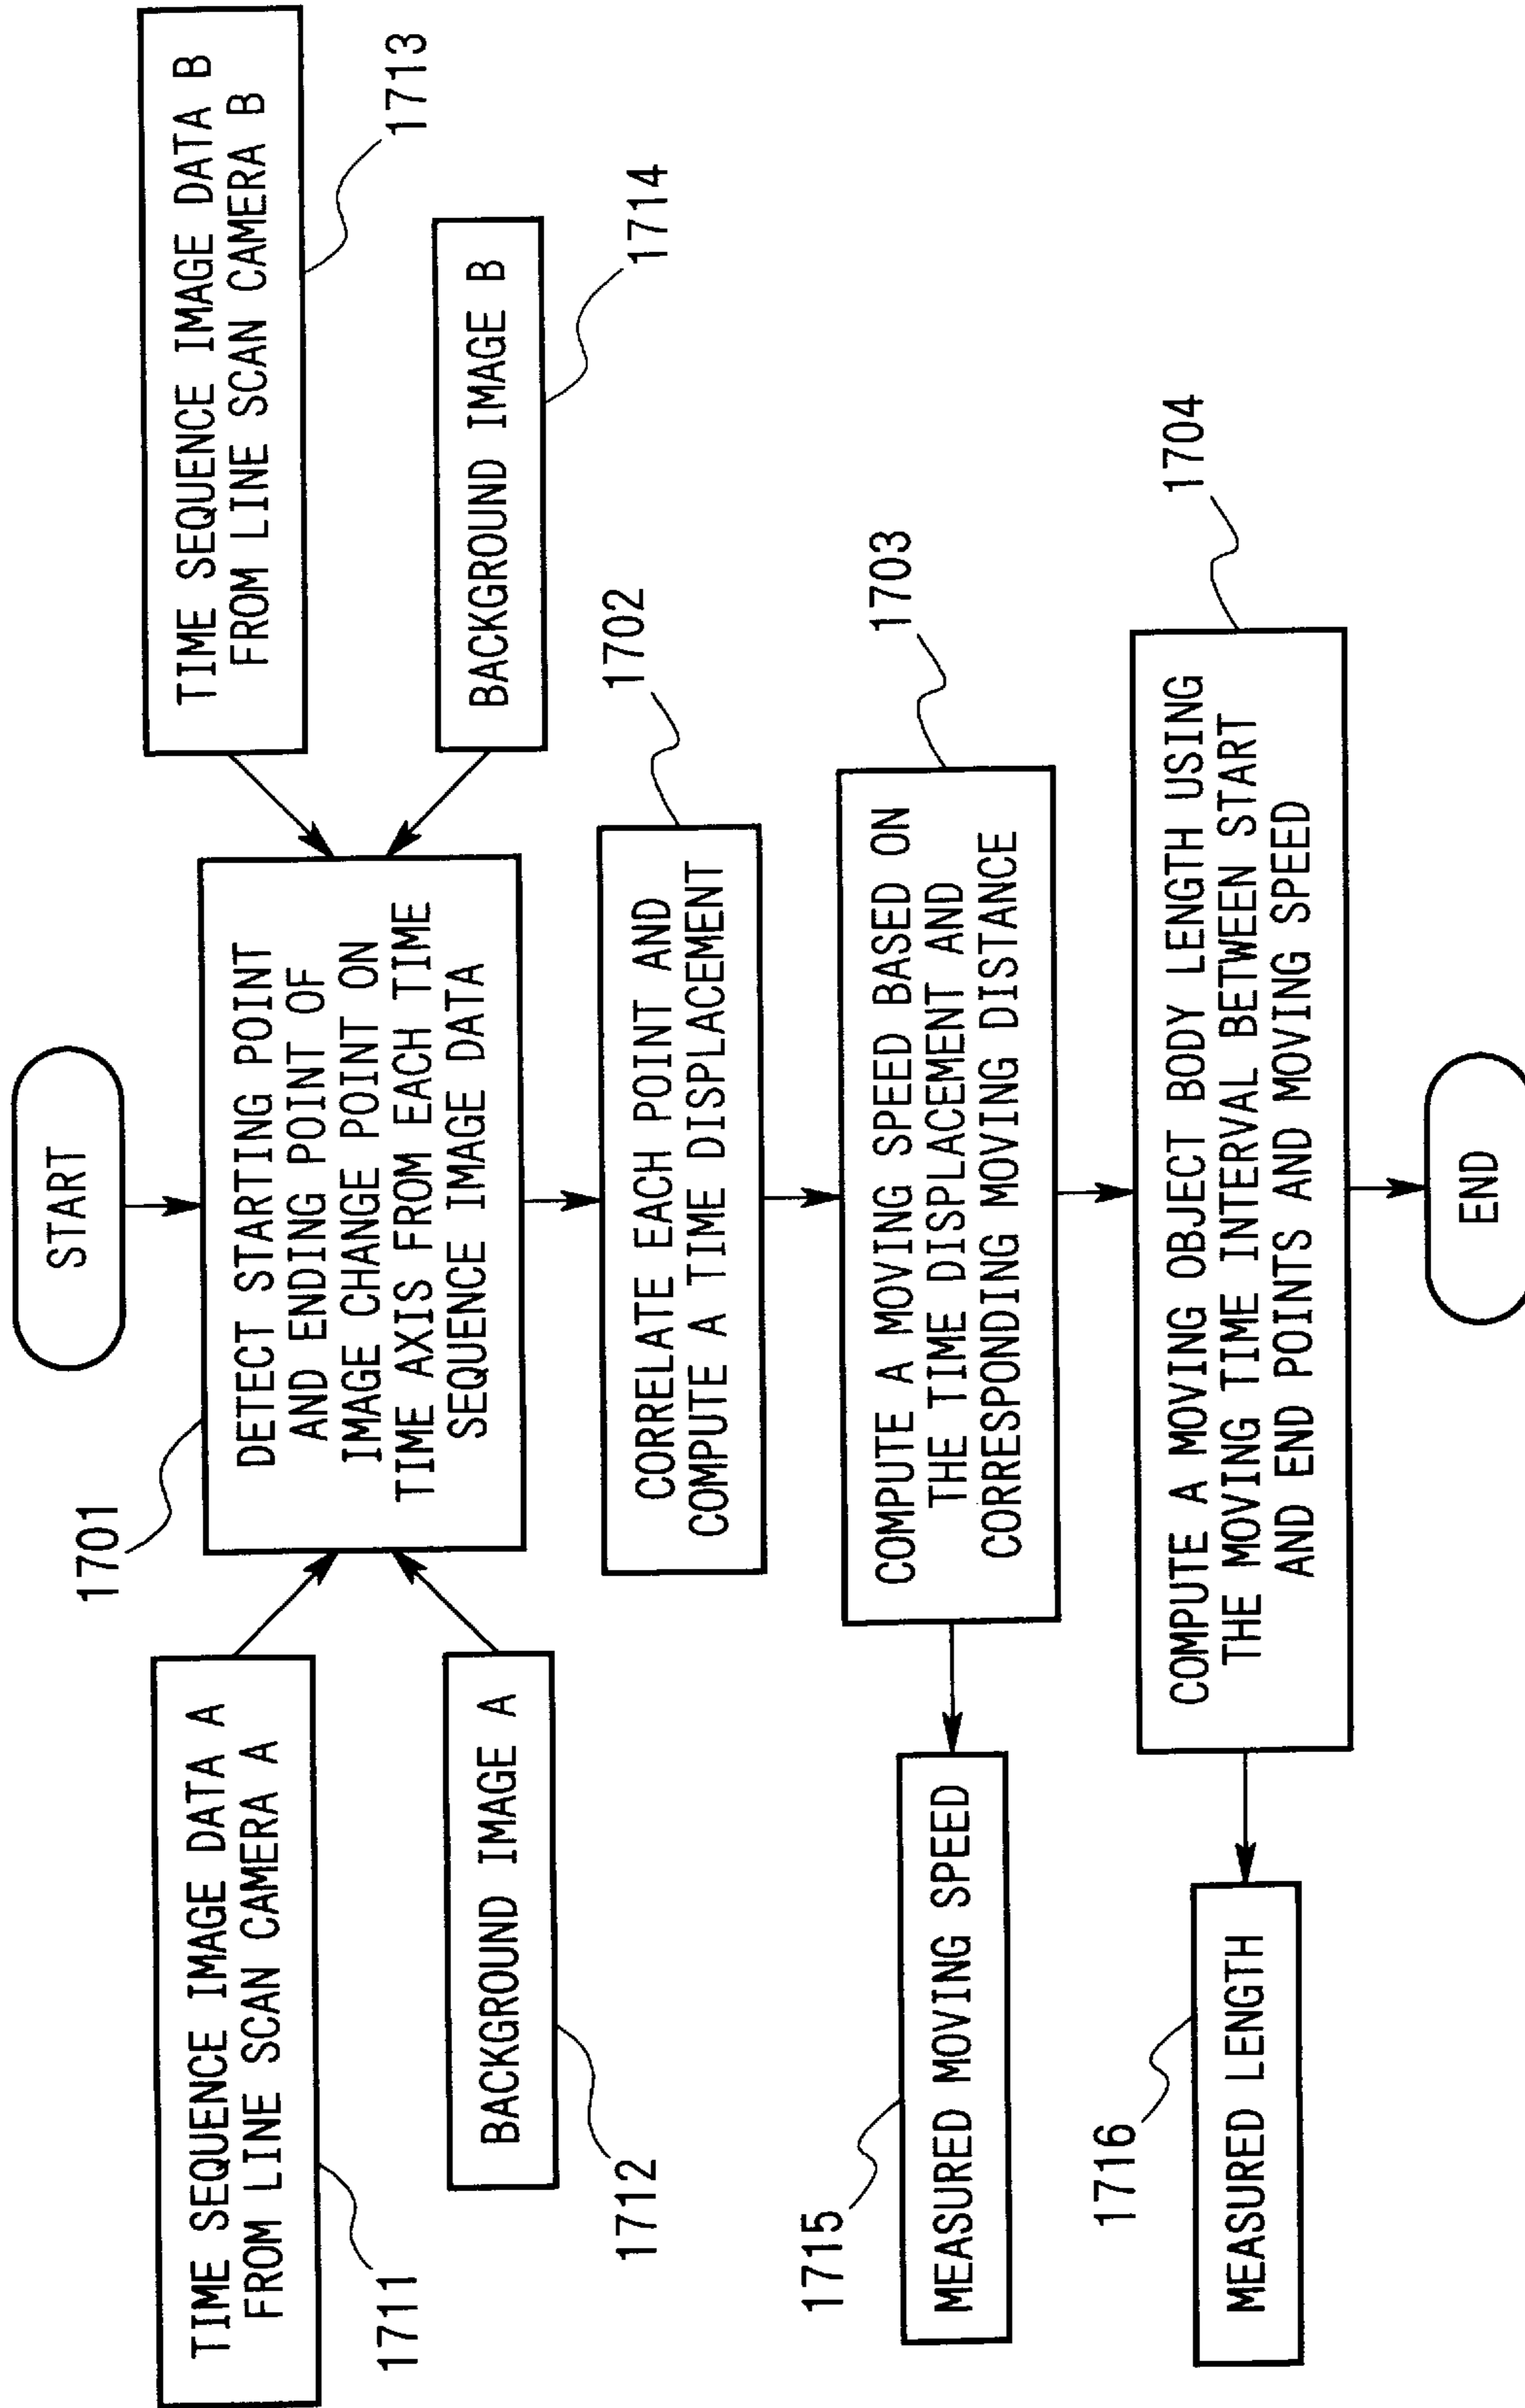 START
1701
DETECT STARTING POINT
AND ENDING POINT OF
IMAGE CHANGE POINT ON
TIME AXIS FROM EACH TIME
SEQUENCE IMAGE DATA
TIME SEQUENCE IMAGE DATA A
FROM LINE SCAN CAMERA A
1711
BACKGROUND IMAGE A
1712
TIME SEQUENCE IMAGE DATA B
FROM LINE SCAN CAMERA B
1713
BACKGROUND IMAGE B
1714
1702
CORRELATE EACH POINT AND
COMPUTE A TIME DISPLACEMENT
1703
COMPUTE A MOVING SPEED BASED ON
THE TIME DISPLACEMENT AND
CORRESPONDING MOVING DISTANCE
1715
MEASURED MOVING SPEED
1704
COMPUTE A MOVING OBJECT BODY LENGTH USING
THE MOVING TIME INTERVAL BETWEEN START
AND END POINTS AND MOVING SPEED
1716
MEASURED LENGTH
END